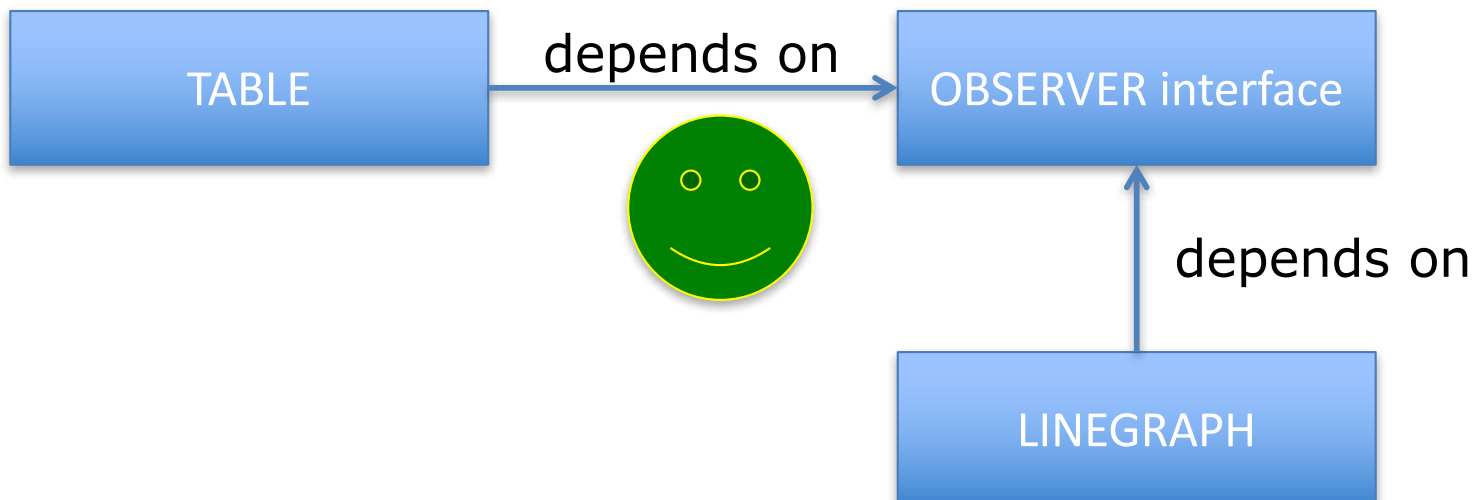 TABLE
depends on
OBSERVER interface
depends on
LINEGRAPH